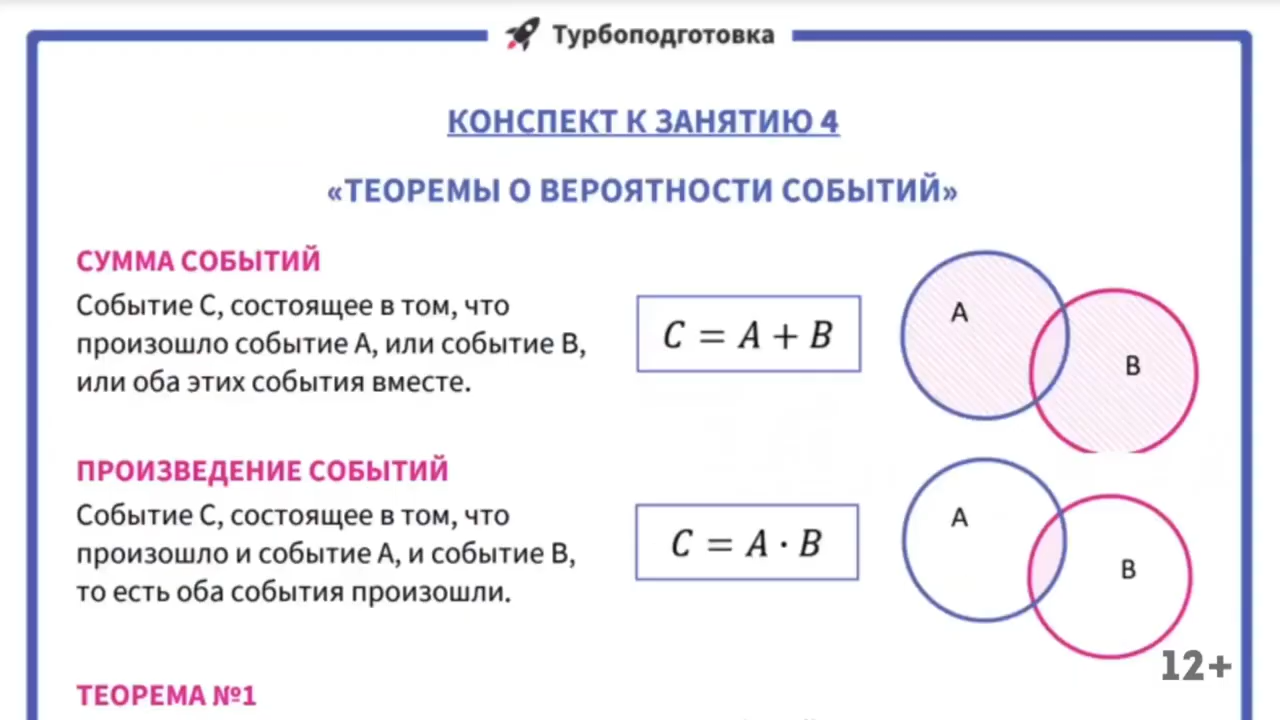 Турбоподготовка
КОНСПЕКТ К ЗАНЯТИЮ 4
«ТЕОРЕМЫ О ВЕРОЯТНОСТИ СОБЫТИЙ»
СУММА СОБЫТИЙ
Событие С, состоящее в том, что
произошло событие А, или событие В,
или оба этих события вместе.
C = A + B
A
B
ПРОИЗВЕДЕНИЕ СОБЫТИЙ
Событие С, состоящее в том, что
произошло и событие А, и событие В,
то есть оба события произошли.
C = A · B
A
B
12+
ТЕОРЕМА №1